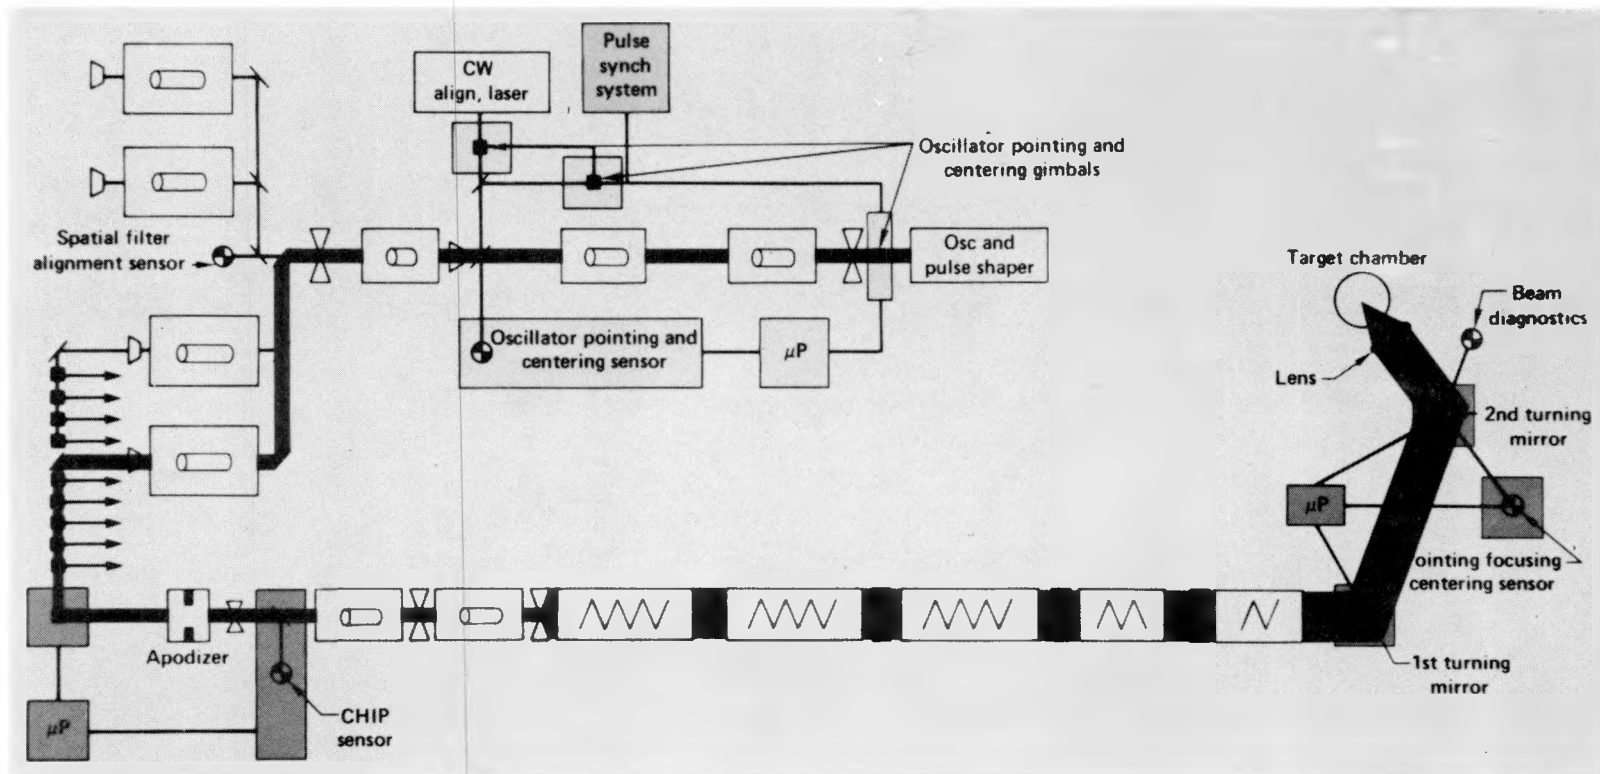 CW
align, laser
Pulse
synch
system
Oscillator pointing and
centering gimbals
Spatial filter
alignment sensor
Osc and
pulse shaper
Oscillator pointing and
centering sensor
μP
Target chamber
Beam
diagnostics
Lens
2nd turning
mirror
μP
ointing focusing
centering sensor
1st turning
mirror
Apodizer
CHIP
sensor
μP